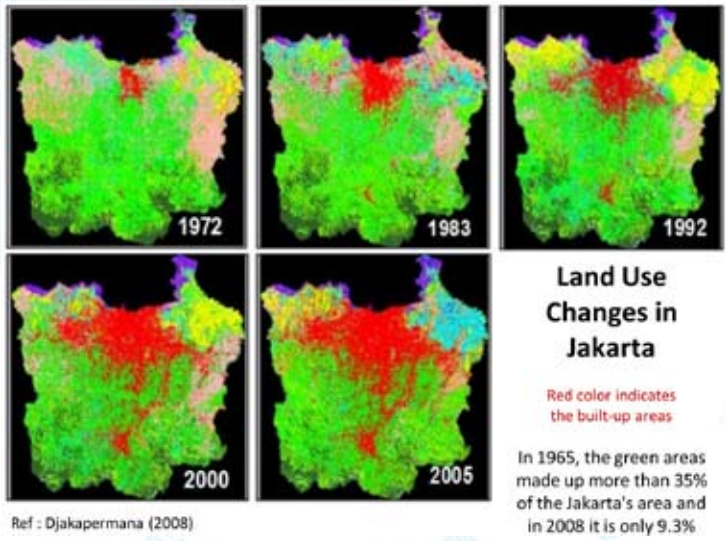 1972
1983
1992
2000
2005
Land Use
Changes in
Jakarta
Red color indicates
the built-up areas
In 1965, the green areas
made up more than 35%
of the Jakarta's area and
in 2008 it is only 9.3%
Ref : Djakapermana (2008)